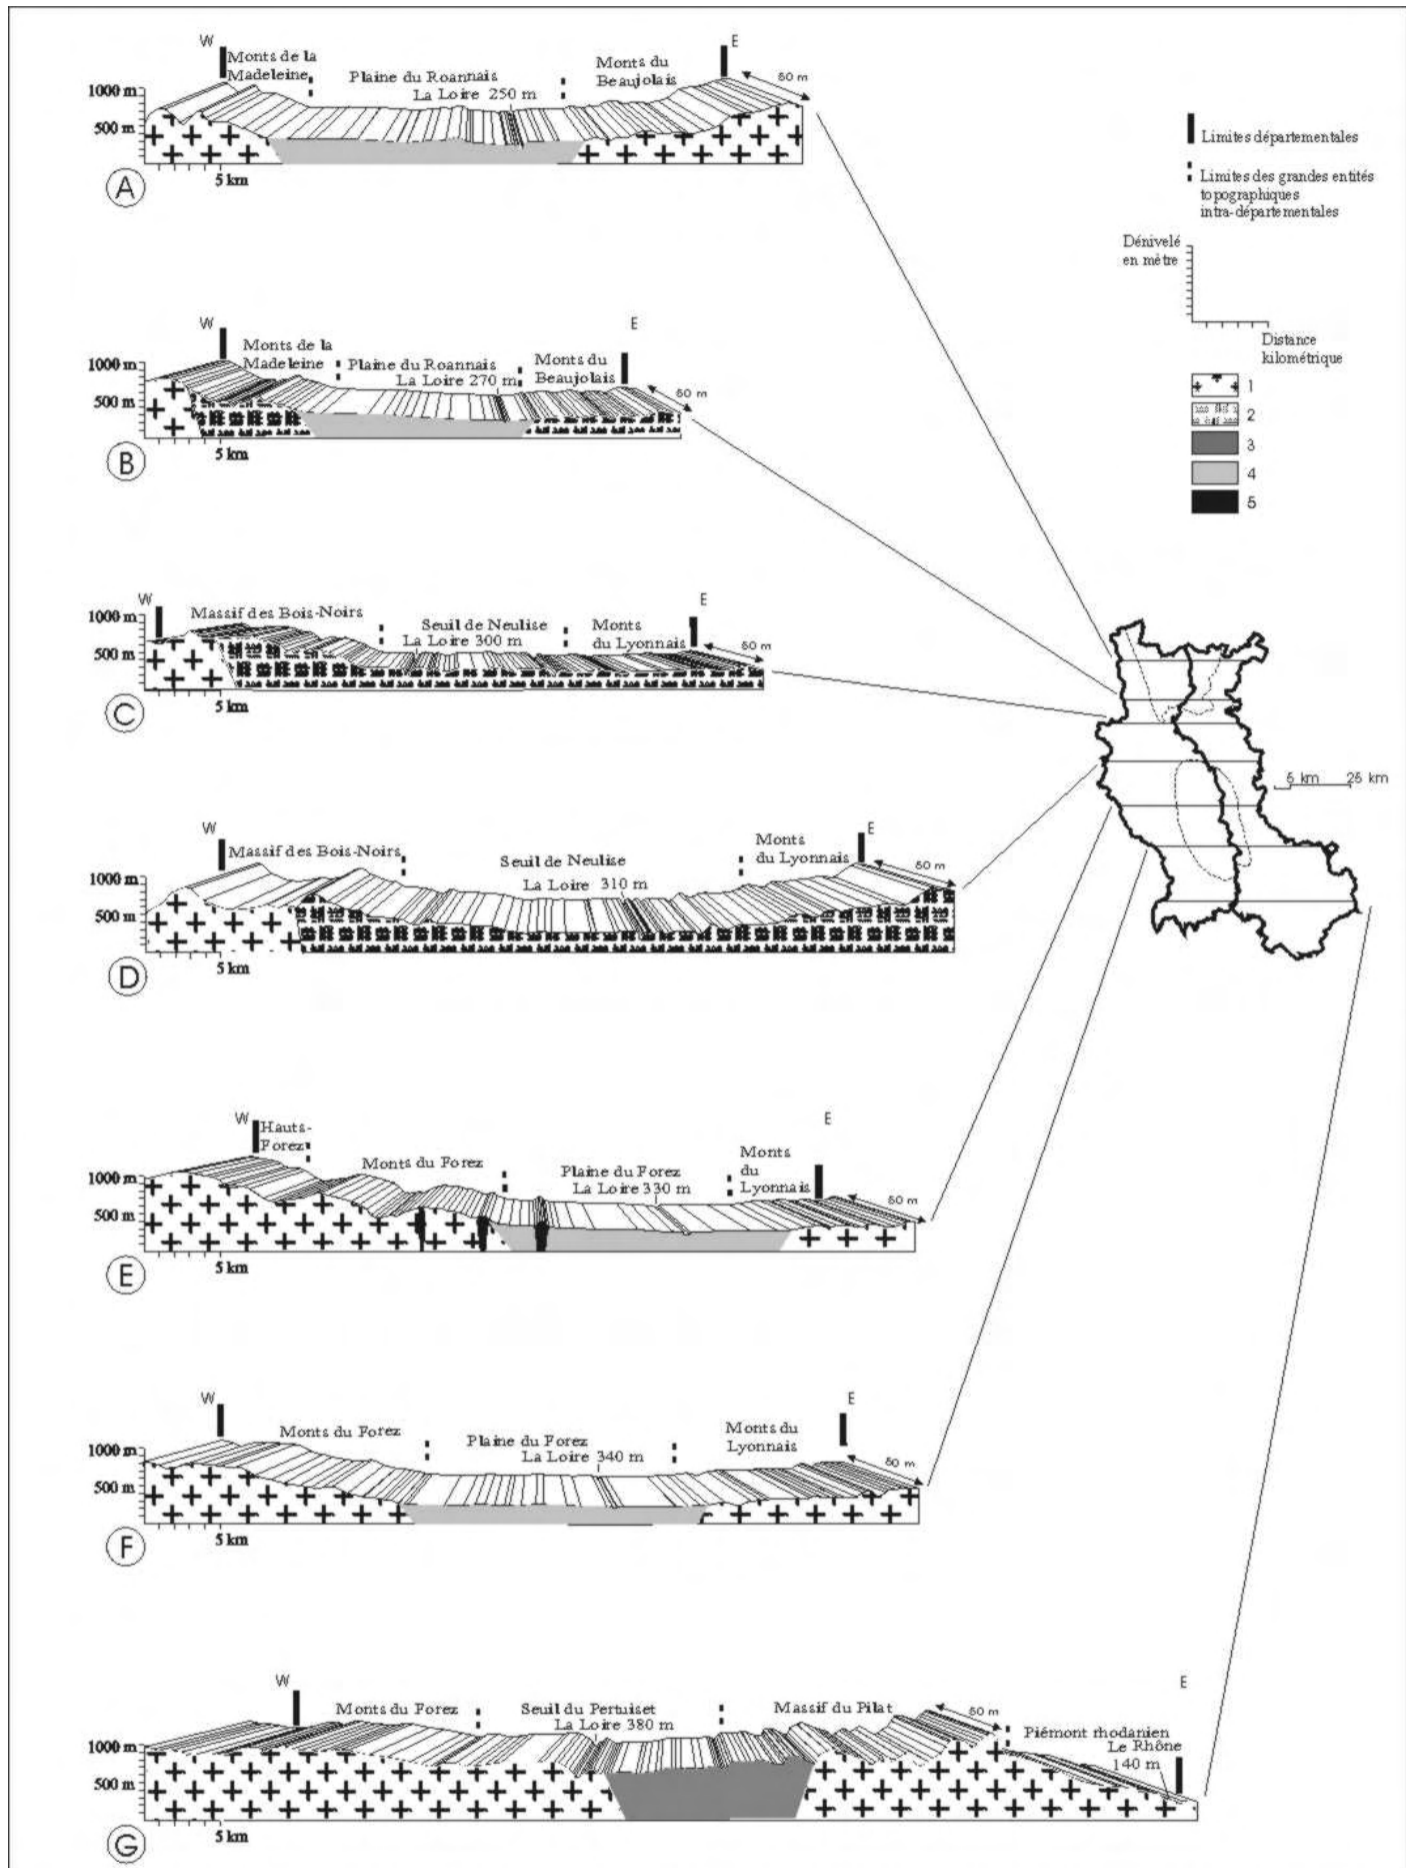 W
E
Monts de la
Madeleine
Plaine du Roannais
La Loire 250 m
Monts du
Beaujolais
50 m
1000 m
500 m
5 km
A
Limites départementales
Limites des grandes entités
topographiques
intra-départementales
Dénivelé
en mètre
Distance
kilométrique
1
2
3
4
5
W
E
Monts de la
Madeleine
Plaine du Roannais
La Loire 270 m
Monts du
Beaujolais
50 m
1000 m
500 m
5 km
B
W
E
Massif des Bois-Noirs
Seuil de Neulise
La Loire 300 m
Monts
du Lyonnais
50 m
1000 m
500 m
5 km
C
5 km 25 km
W
E
Massif des Bois-Noirs
Seuil de Neulise
La Loire 310 m
Monts
du Lyonnais
50 m
1000 m
500 m
5 km
D
W
E
Hauts-
Forez
Monts du Forez
Plaine du Forez
La Loire 330 m
Monts
du
Lyonnais
50 m
1000 m
500 m
5 km
E
W
E
Monts du Forez
Plaine du Forez
La Loire 340 m
Monts du
Lyonnais
50 m
1000 m
500 m
5 km
F
W
E
Monts du Forez
Seuil du Pertuiset
La Loire 380 m
Massif du Pilat
50 m
Piémont rhodanien
Le Rhône
140 m
1000 m
500 m
5 km
G